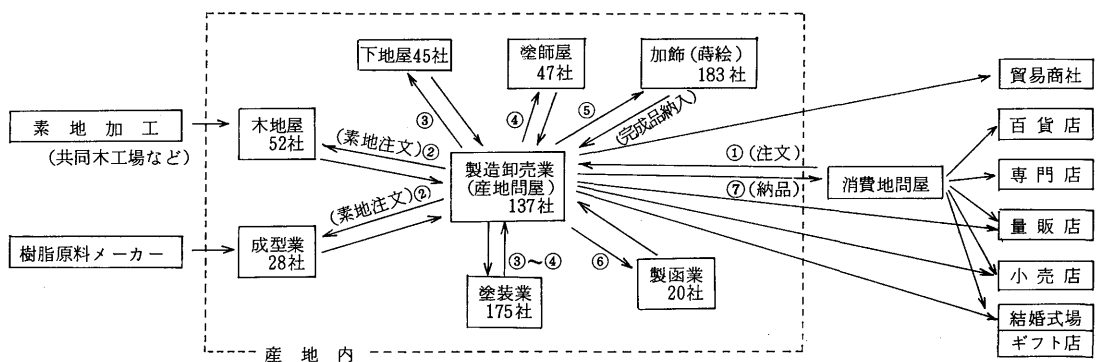 下地屋45社
塗師屋
47社
加飾(蒔絵)
183社
貿易商社
素地加工
(共同木工場など)
木地屋
52社
(素地注文)②
③
④
⑤
(完成品納入)
製造卸売業
(産地問屋)
137社
①(注文)
⑦(納品)
消費地問屋
百貨店
専門店
量販店
小売店
結婚式場
ギフト店
(素地注文)②
樹脂原料メーカー
成型業
28社
③~④
塗装業
175社
⑥
製函業
20社
産地内